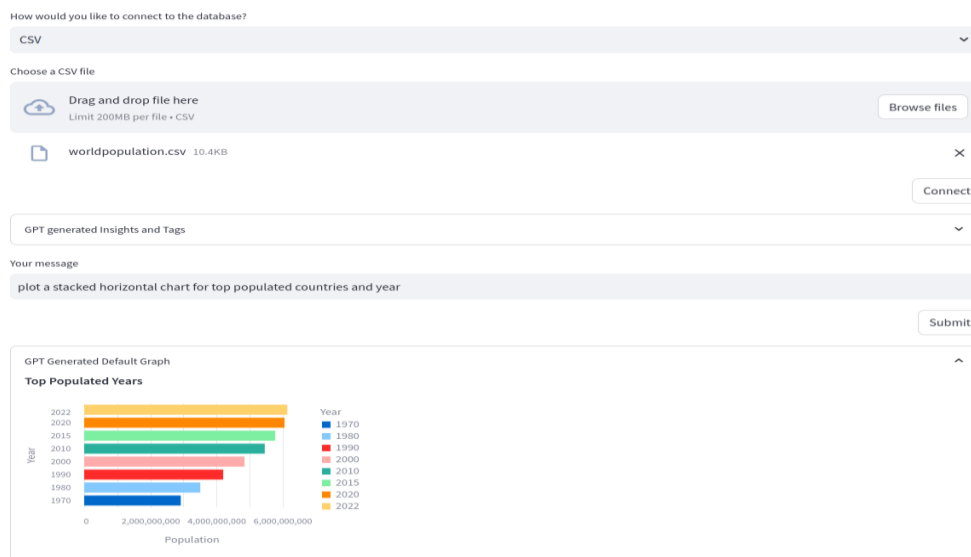 How would you like to connect to the database?
CSV
Choose a CSV file
Drag and drop file here
Limit 200MB per file • CSV
Browse files
worldpopulation.csv 10.4KB
Connect
GPT generated Insights and Tags
Your message
plot a stacked horizontal chart for top populated countries and year
Submit
GPT Generated Default Graph
Top Populated Years
Year
2022
2020
2015
2010
2000
1990
1980
1970
0 2,000,000,000 4,000,000,000 6,000,000,000
Population
Year
1970
1980
1990
2000
2010
2015
2020
2022